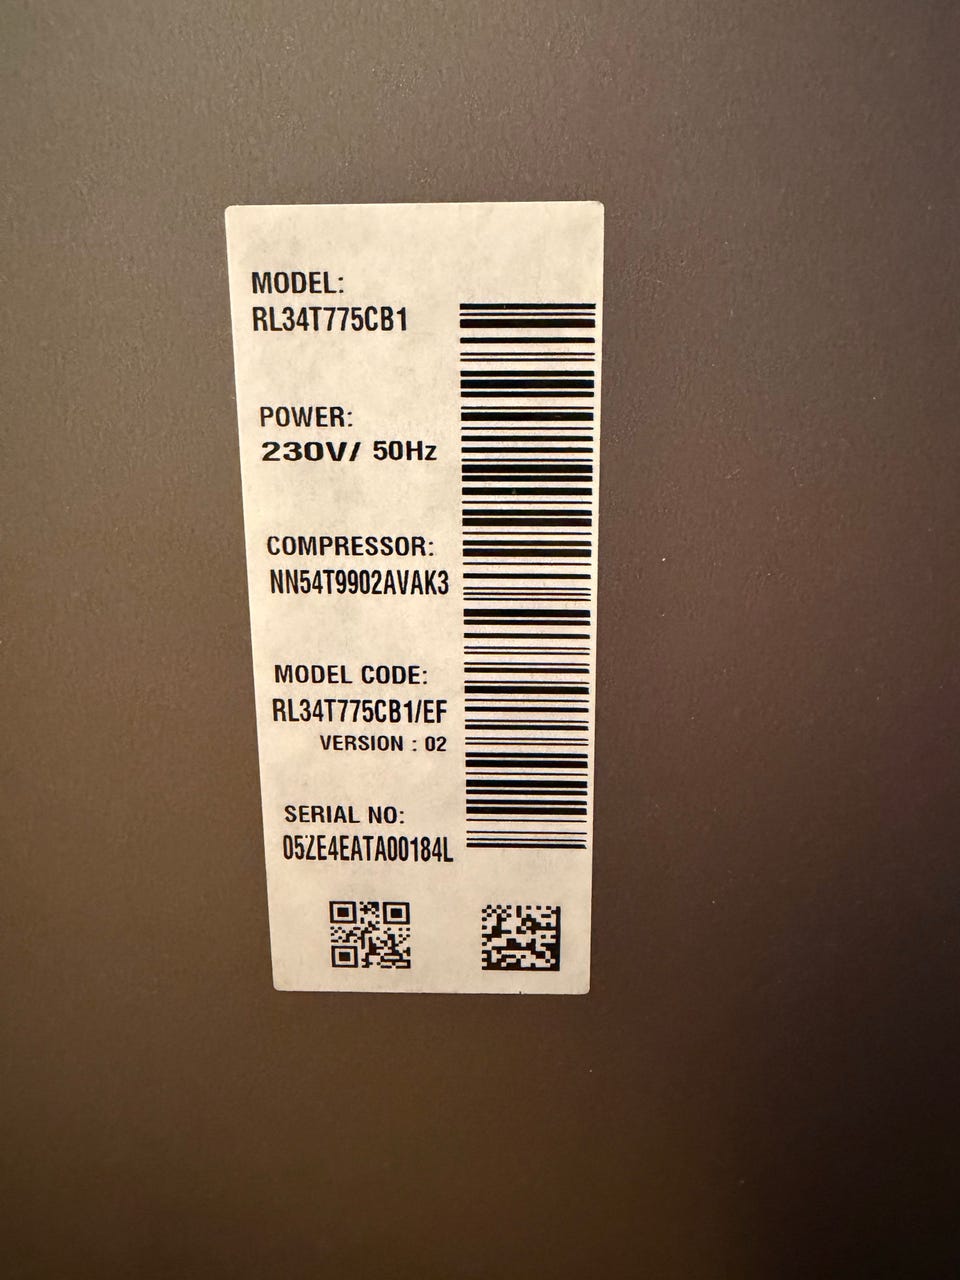 MODEL:
RL34T775CB1
POWER:
230V/ 50Hz
COMPRESSOR:
NN54T9902AVAK3
MODEL CODE:
RL34T775CB1/EF
VERSION : 02
SERIAL NO:
05ZE4EATA00184L